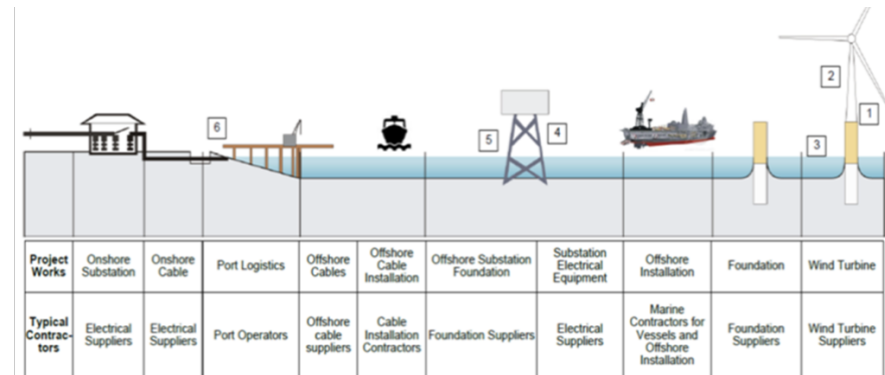 2
1
6
5
4
3
Project
Works
Onshore
Substation
Onshore
Cable
Port Logistics
Offshore
Cables
Offshore
Cable
Installation
Offshore Substation
Foundation
Substation
Electrical
Equipment
Offshore
Installation
Foundation
Wind Turbine
Typical
Contrac-
tors
Electrical
Suppliers
Electrical
Suppliers
Port Operators
Offshore
cable
suppliers
Cable
Installation
Contractors
Foundation Suppliers
Electrical
Suppliers
Marine
Contractors for
Vessels and
Offshore
Installation
Foundation
Suppliers
Wind Turbine
Suppliers